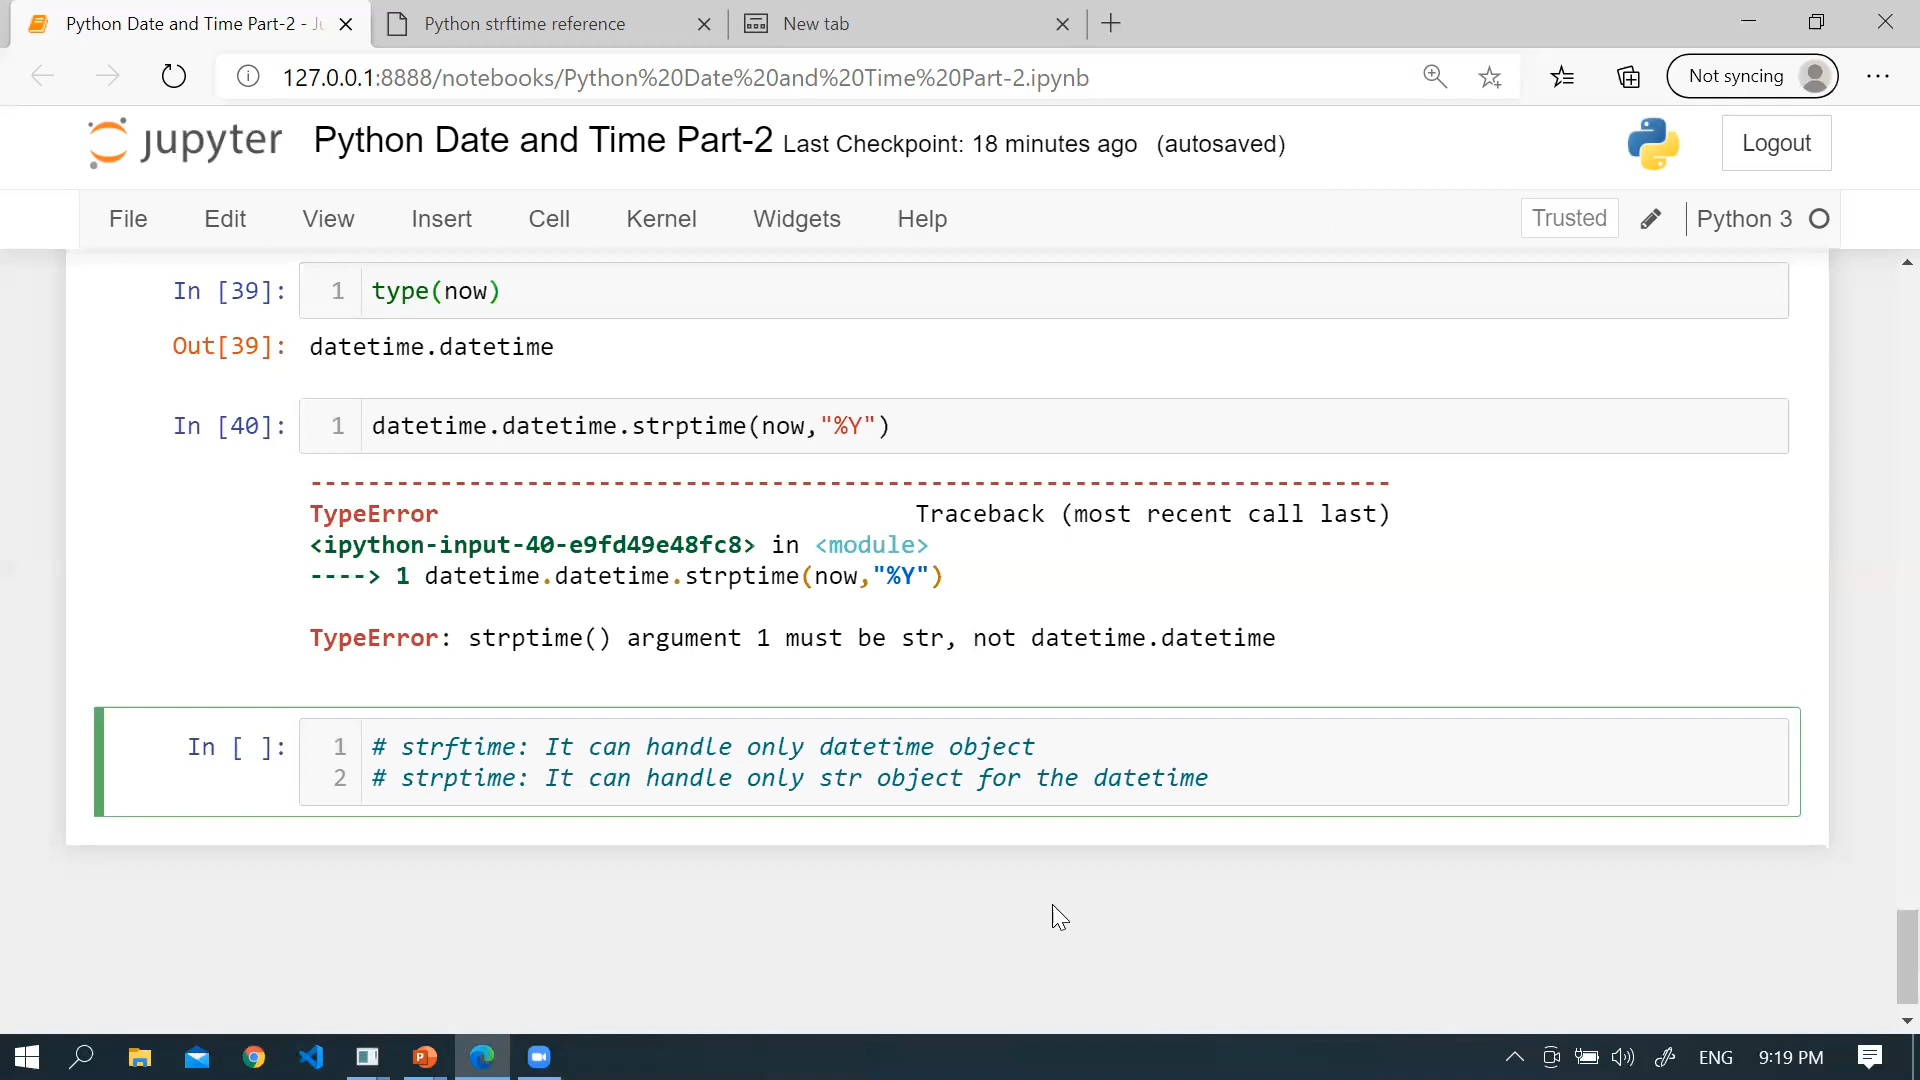 Python Date and Time Part-2 - Ju
Python strftime reference
New tab
127.0.0.1:8888/notebooks/Python%20Date%20and%20Time%20Part-2.ipynb
Not syncing
jupyter
Python Date and Time Part-2 Last Checkpoint: 18 minutes ago (autosaved)
Logout
File Edit View Insert Cell Kernel Widgets Help
Trusted
Python 3
In [39]: 1 type(now)
Out[39]: datetime.datetime
In [40]: 1 datetime.datetime.strptime(now,"%Y")
---------------------------------------------------------------------------
TypeError Traceback (most recent call last)
<ipython-input-40-e9fd49e48fc8> in <module>
----> 1 datetime.datetime.strptime(now,"%Y")
TypeError: strptime() argument 1 must be str, not datetime.datetime
In [ ]: 1 # strftime: It can handle only datetime object
2 # strptime: It can handle only str object for the datetime
ENG
9:19 PM